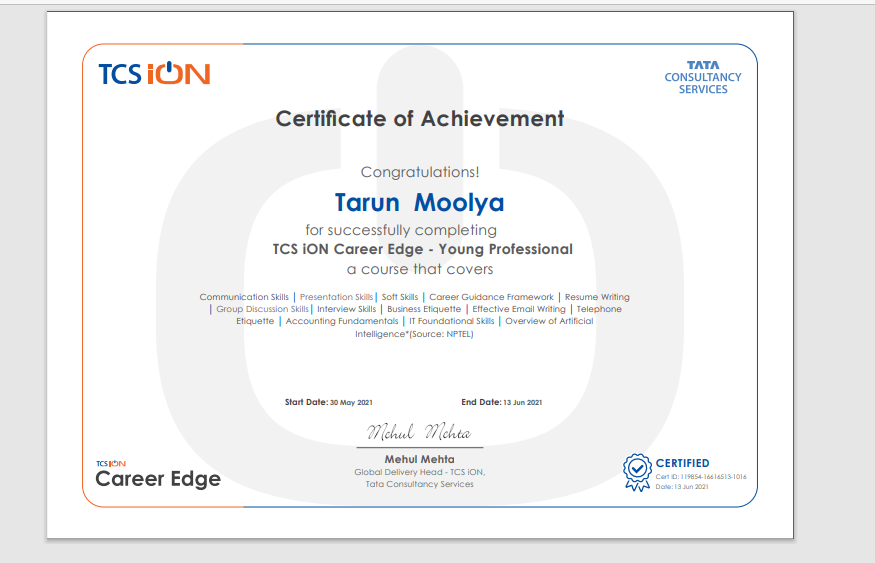 TCS iON
TATA
CONSULTANCY
SERVICES
Certificate of Achievement
Congratulations!
Tarun Moolya
for successfully completing
TCS iON Career Edge - Young Professional
a course that covers
Communication Skills | Presentation Skills| Soft Skills | Career Guidance Framework | Resume Writing
| Group Discussion Skills| Interview Skills | Business Etiquette | Effective Email Writing | Telephone
Etiquette | Accounting Fundamentals | IT Foundational Skills | Overview of Artificial
Intelligence*(Source: NPTEL)
Start Date: 30 May 2021 End Date: 13 Jun 2021
Mehul Mehta
Mehul Mehta
Global Delivery Head - TCS iON,
Tata Consultancy Services
TCS iON
Career Edge
CERTIFIED
Cert ID: 119854-16616513-1016
Date: 13 Jun 2021